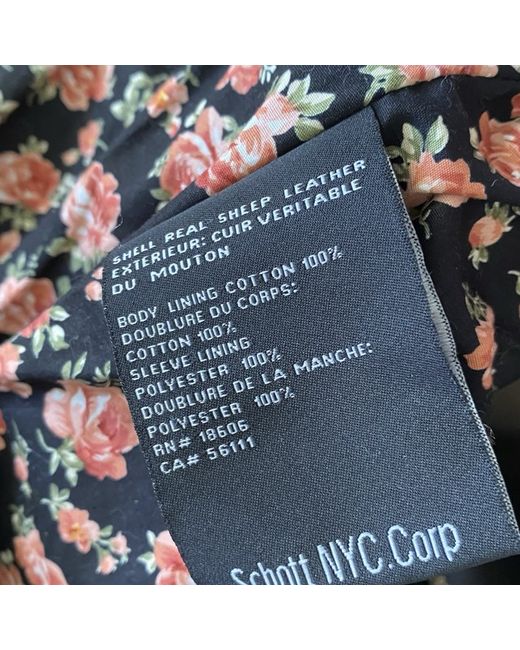 SHELL REAL SHEEP LEATHER
EXTERIEUR: CUIR VERITABLE
DU MOUTON
BODY LINING COTTON 100%
DOUBLURE DU CORPS:
COTTON 100%
SLEEVE LINING
POLYESTER 100%
DOUBLURE DE LA MANCHE:
POLYESTER 100%
RN# 18606
CA# 56111
Schott NYC.Corp